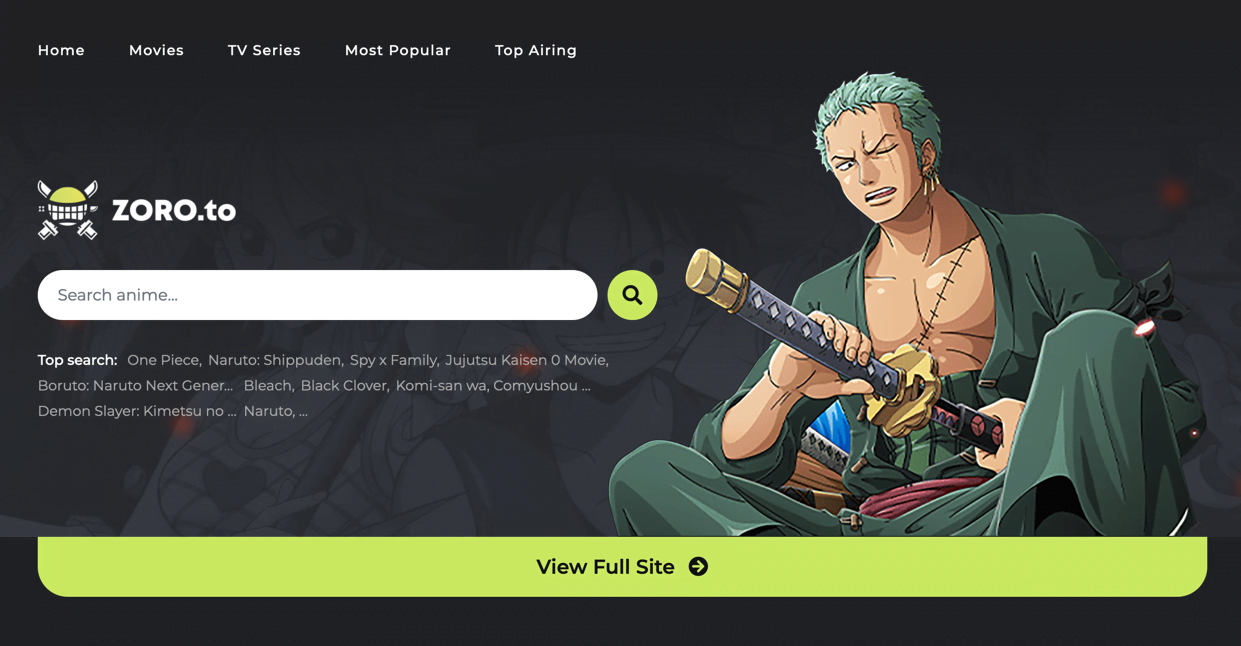 Home Movies TV Series Most Popular Top Airing
ZORO.to
Search anime...
Top search: One Piece, Naruto: Shippuden, Spy x Family, Jujutsu Kaisen 0 Movie,
Boruto: Naruto Next Gener... Bleach, Black Clover, Komi-san wa, Comyushou ...
Demon Slayer: Kimetsu no ... Naruto, ...
View Full Site